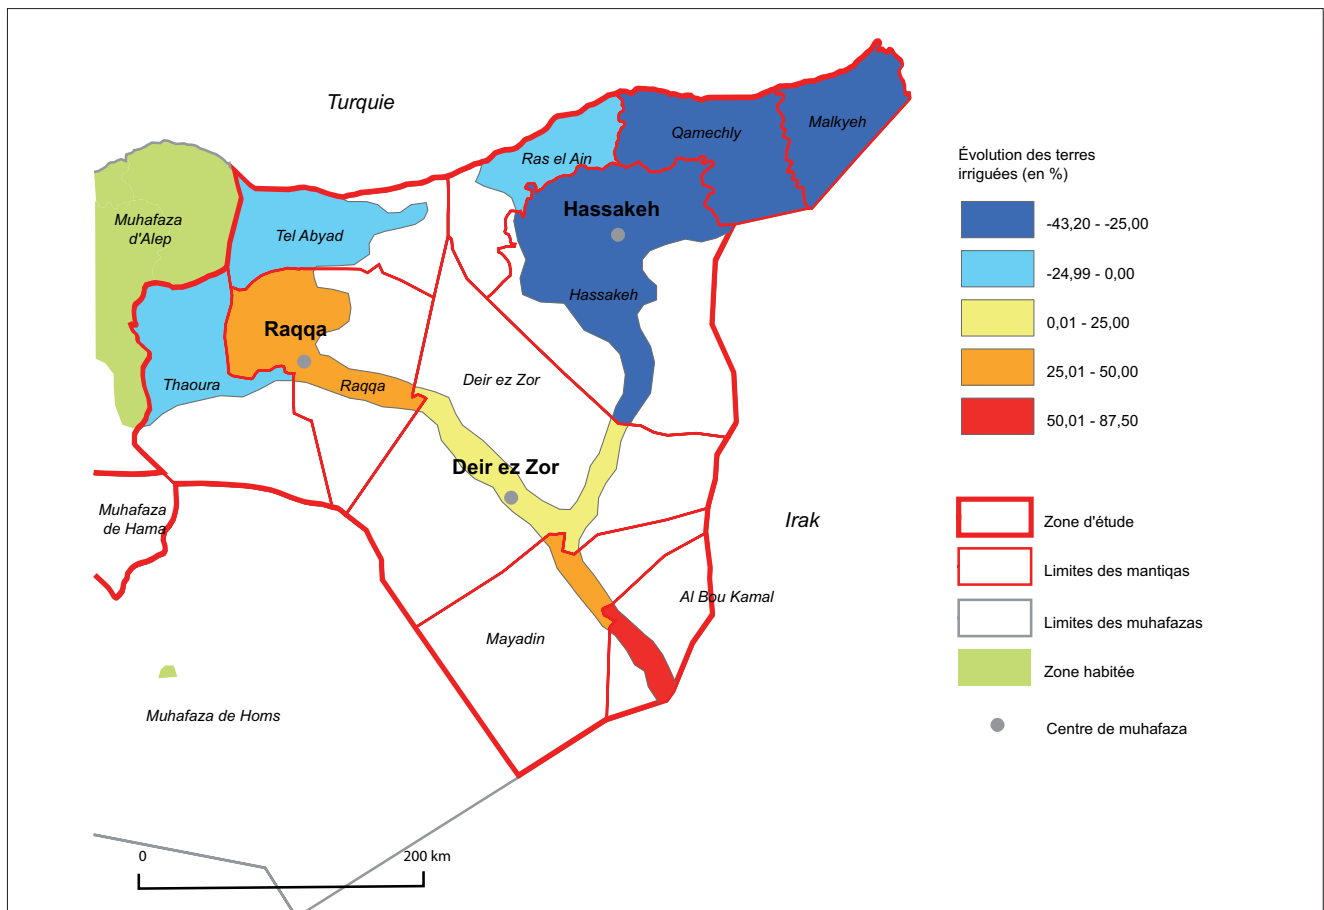 Turquie
Malkyeh
Qamechly
Ras el Ain
Muhafaza
d'Alep
Tel Abyad
Hassakeh
Hassakeh
Raqqa
Thaoura
Raqqa
Deir ez Zor
Deir ez Zor
Muhafaza
de Hama
Irak
Al Bou Kamal
Mayadin
Muhafaza de Homs
0
200 km
Évolution des terres
irriguées (en %)
-43,20 - -25,00
-24,99 - 0,00
0,01 - 25,00
25,01 - 50,00
50,01 - 87,50
Zone d'étude
Limites des mantiqas
Limites des muhafazas
Zone habitée
Centre de muhafaza